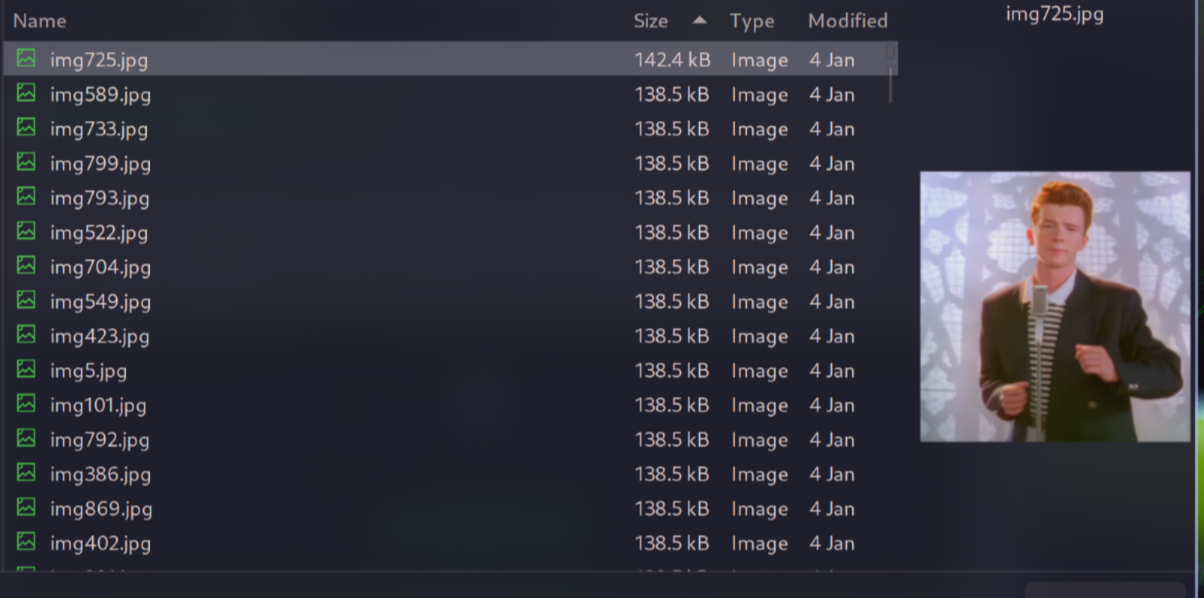 Name Size Type Modified
img725.jpg
img725.jpg 142.4 kB Image 4 Jan
img589.jpg 138.5 kB Image 4 Jan
img733.jpg 138.5 kB Image 4 Jan
img799.jpg 138.5 kB Image 4 Jan
img793.jpg 138.5 kB Image 4 Jan
img522.jpg 138.5 kB Image 4 Jan
img704.jpg 138.5 kB Image 4 Jan
img549.jpg 138.5 kB Image 4 Jan
img423.jpg 138.5 kB Image 4 Jan
img5.jpg 138.5 kB Image 4 Jan
img101.jpg 138.5 kB Image 4 Jan
img792.jpg 138.5 kB Image 4 Jan
img386.jpg 138.5 kB Image 4 Jan
img869.jpg 138.5 kB Image 4 Jan
img402.jpg 138.5 kB Image 4 Jan